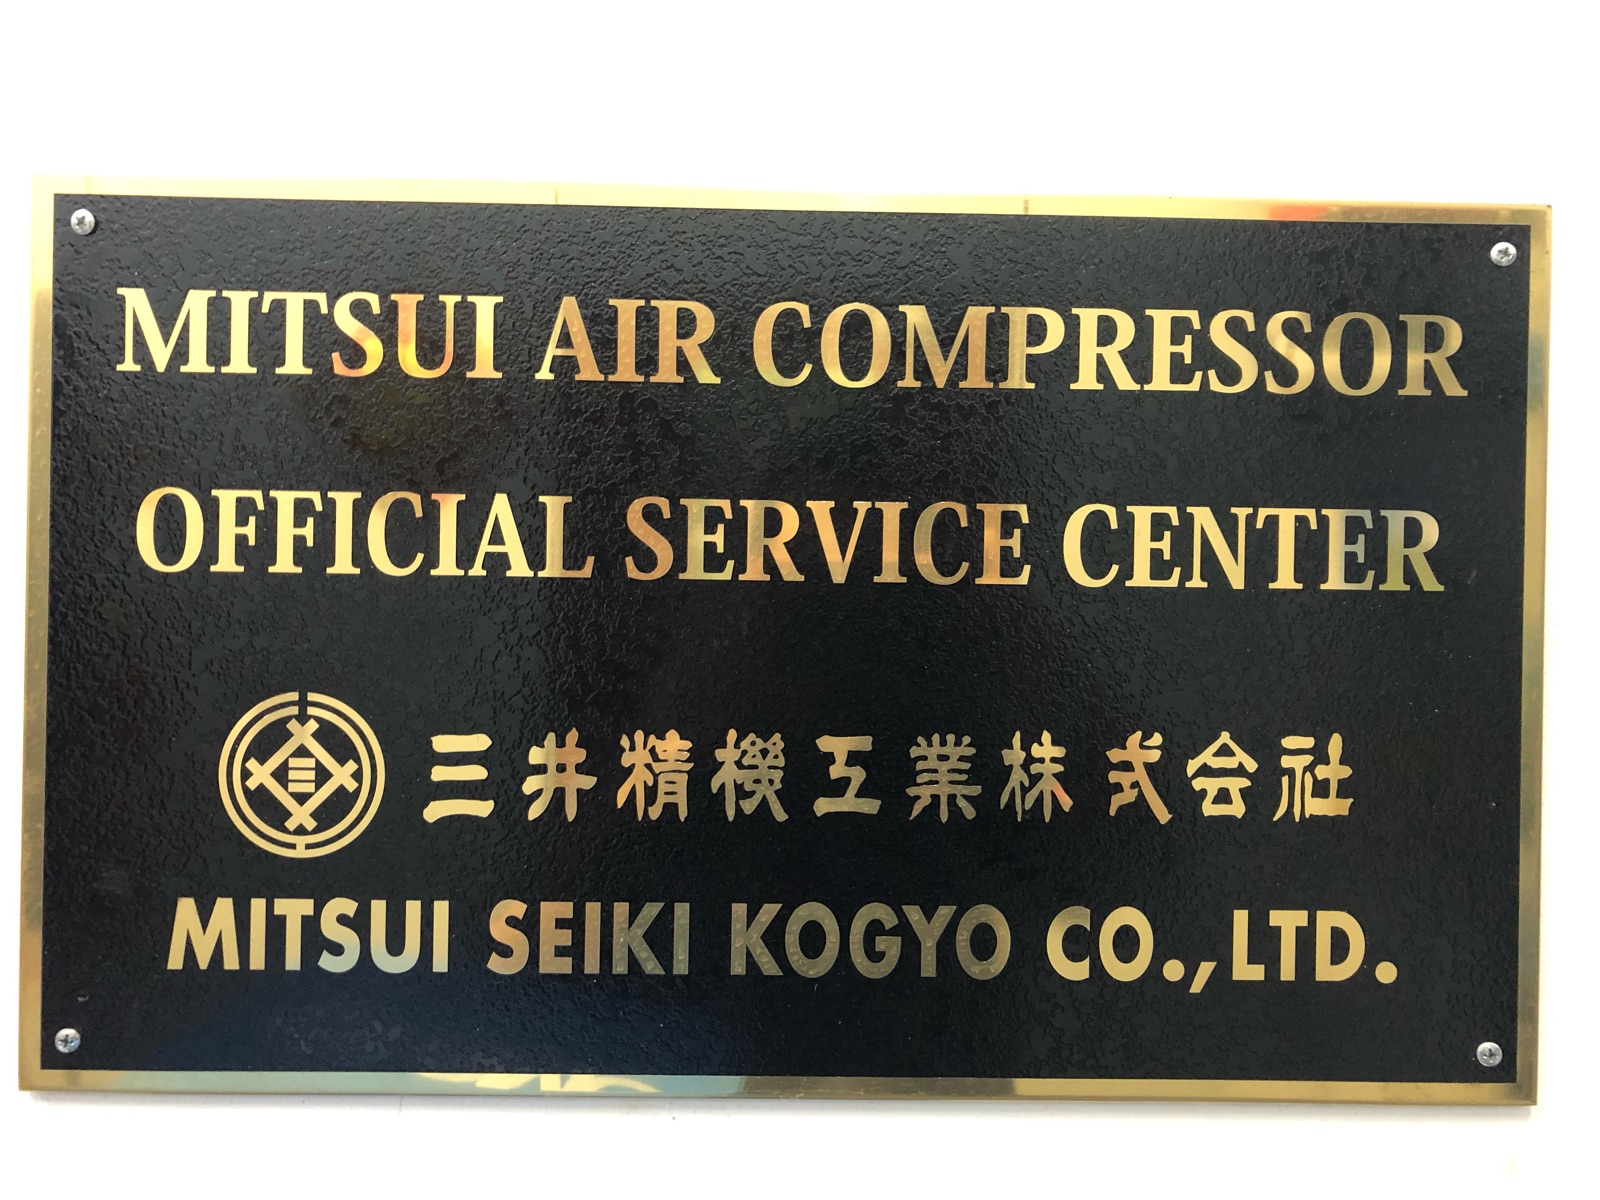 MITSUI AIR COMPRESSOR
OFFICIAL SERVICE CENTER
三井精機工業株式会社
MITSUI SEIKI KOGYO CO.,LTD.